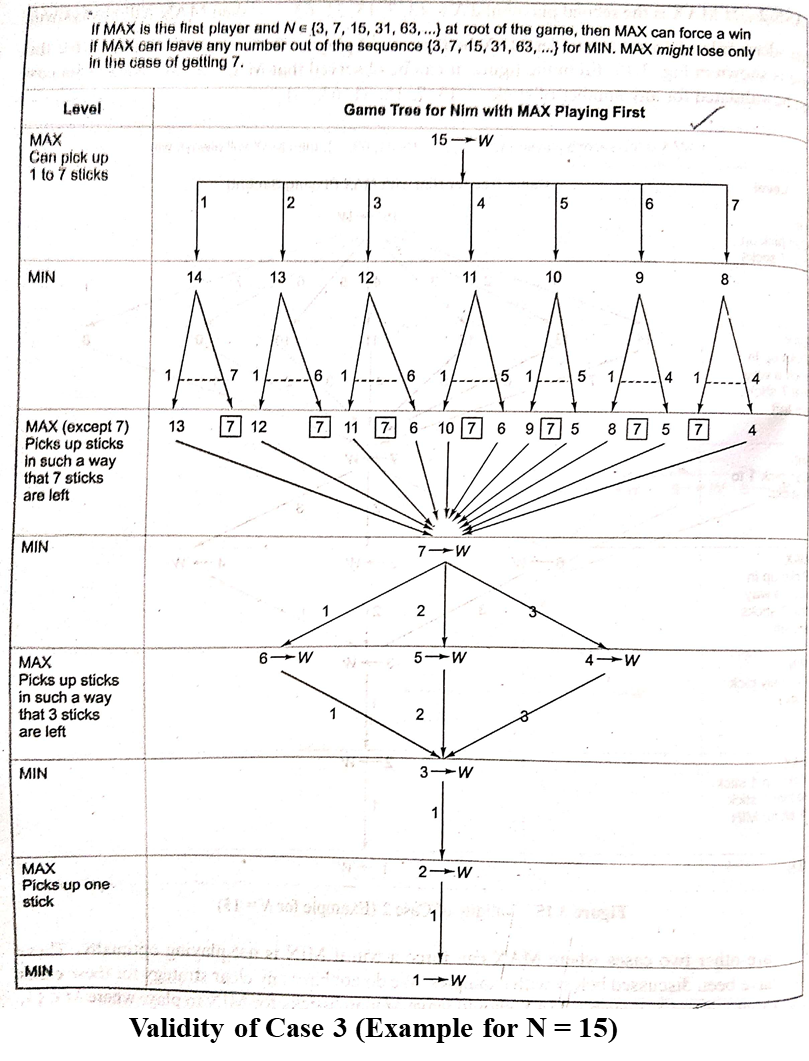 If MAX is the first player and N ∈ {3, 7, 15, 31, 63, ...} at root of the game, then MAX can force a win
if MAX can leave any number out of the sequence {3, 7, 15, 31, 63, ...} for MIN. MAX might lose only
in the case of getting 7.
Level Game Tree for Nim with MAX Playing First
MAX
Can pick up
1 to 7 sticks
15 → W
1 2 3 4 5 6 7
MIN 14 13 12 11 10 9 8
1 7 1 6 1 6 1 5 1 5 1 4 1 4
MAX (except 7) 13 7 12 7 11 7 6 10 7 6 9 7 5 8 7 5 7 4
Picks up sticks
in such a way
that 7 sticks
are left
MIN 7 → W
1 2 3
MAX 6 → W 5 → W 4 → W
Picks up sticks
in such a way
that 3 sticks
are left
1 2 3
MIN 3 → W
1
MAX 2 → W
Picks up one
stick
1
MIN 1 → W
Validity of Case 3 (Example for N = 15)